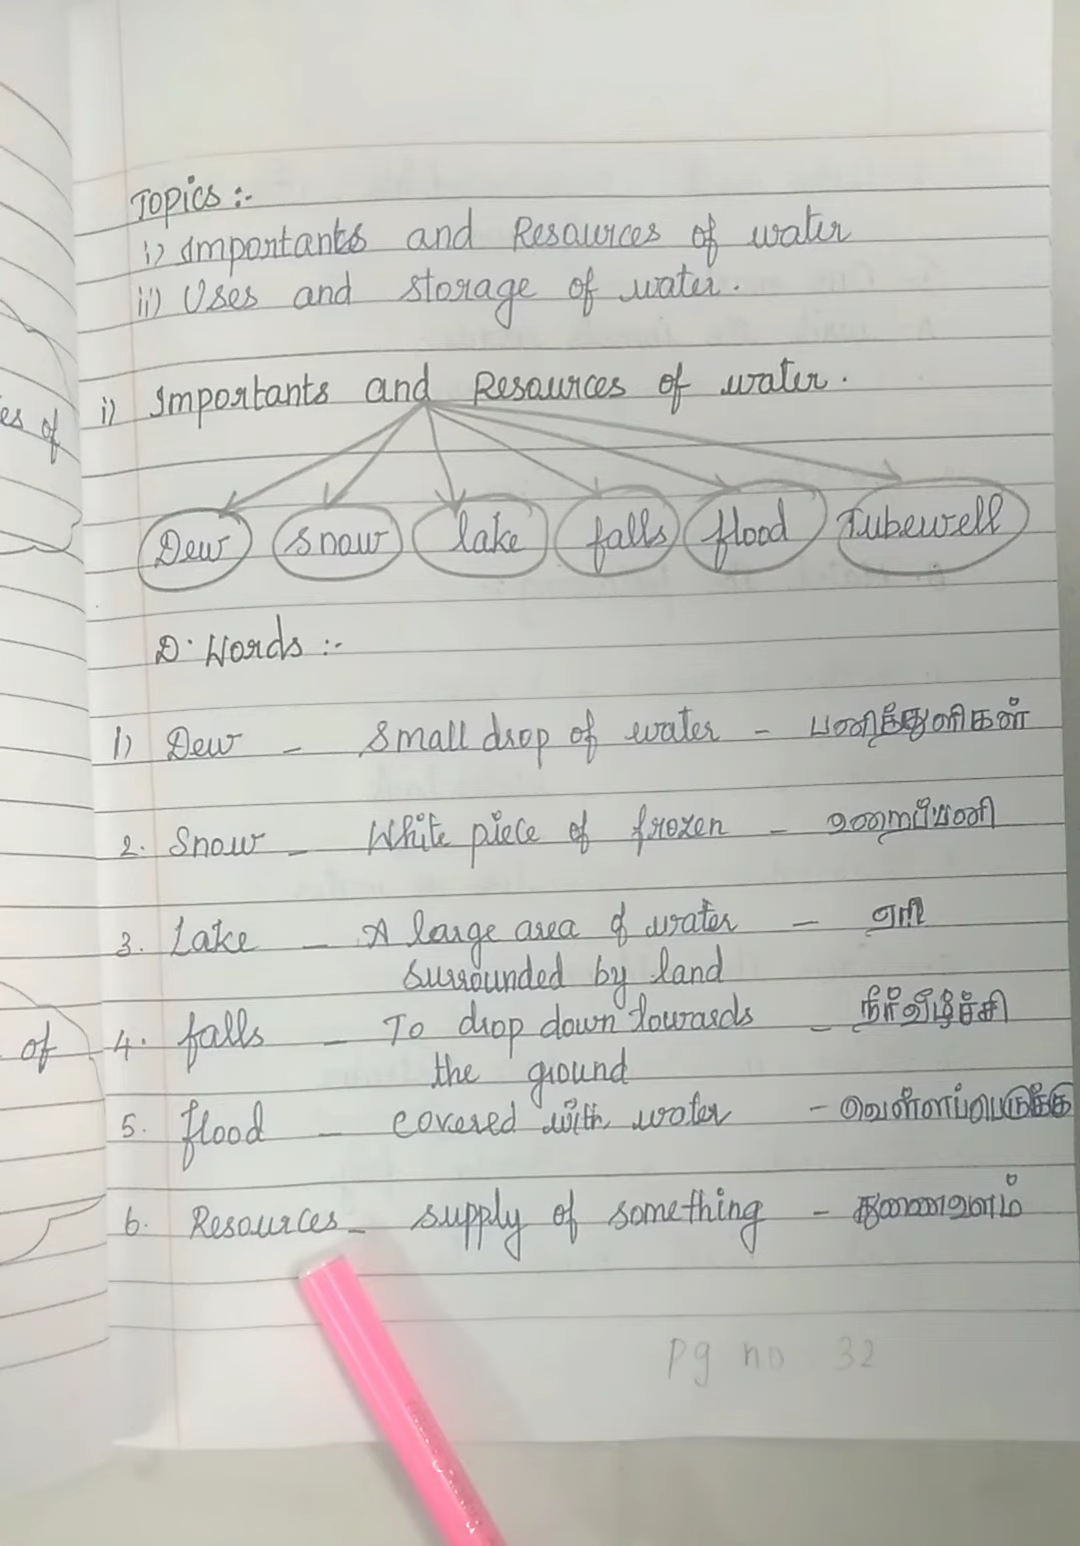 Topics :-
i) Importants and Resources of water
ii) Uses and storage of water.
es of
i) Importants and Resources of water.
Dew snow lake falls flood Tubewell
D. Words :-
1) Dew - Small drop of water - பனித்துளிகள்
2. Snow - White piece of frozen - உறைபனி
3. Lake - A large area of water - ஏரி
surrounded by land
of
4. falls - To drop down towards - நீர்வீழ்ச்சி
the ground
5. flood - covered with water - வெள்ளப்பெருக்கு
6. Resources - supply of something -
Pg no 32